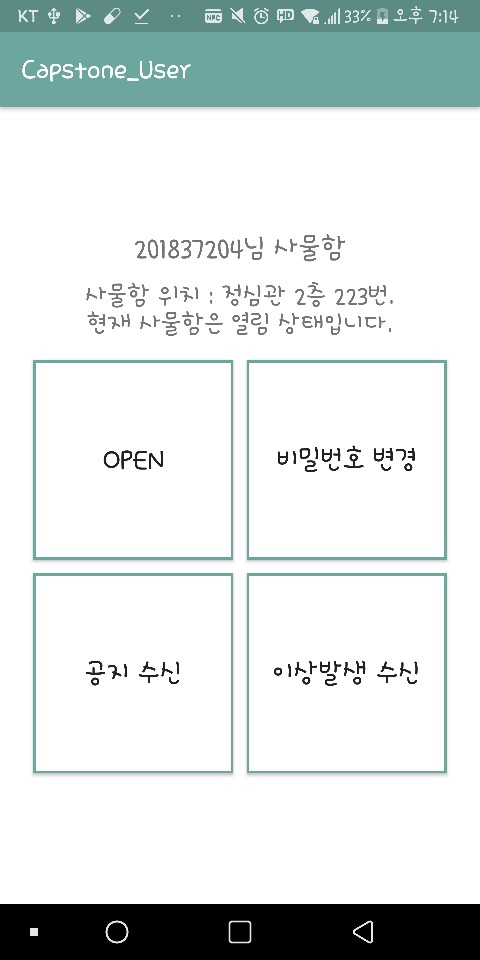 KT 33% 오후 7:14
Capstone_User
201837204님 사물함
사물함 위치 : 정심관 2층 223번.
현재 사물함은 열림 상태입니다.
OPEN
비밀번호 변경
공지 수신
이상발생 수신